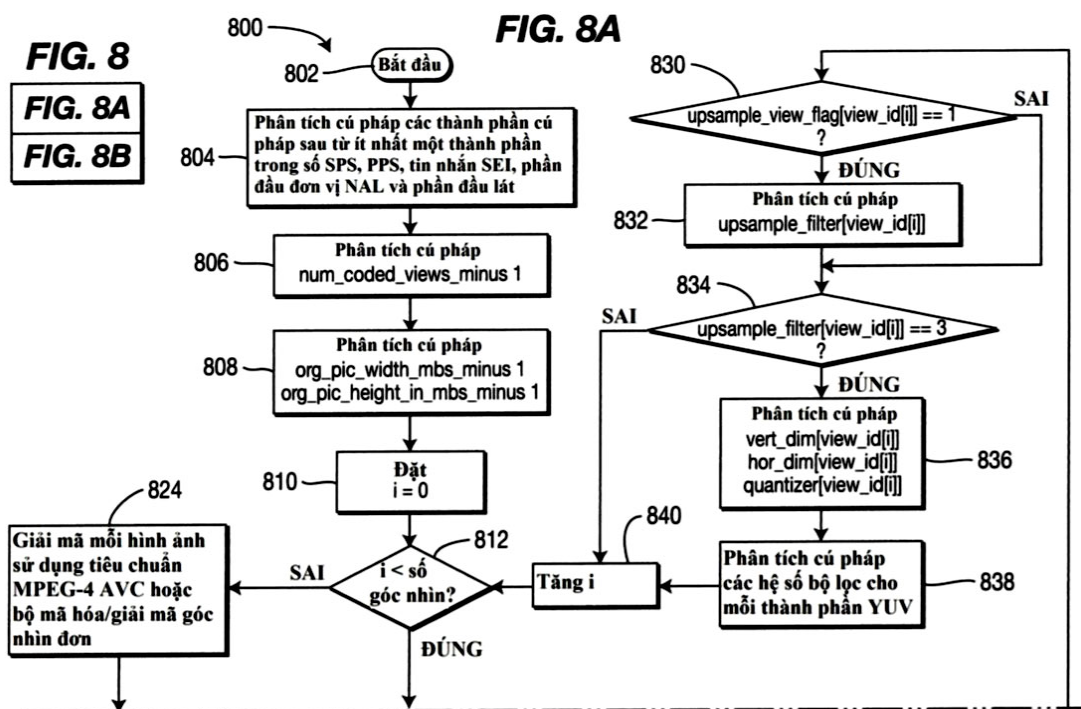 FIG. 8
FIG. 8A
FIG. 8B
FIG. 8A
800
802
Bắt đầu
804
Phân tích cú pháp các thành phần cú
pháp sau từ ít nhất một thành phần
trong số SPS, PPS, tin nhắn SEI, phần
đầu đơn vị NAL và phần đầu lát
806
Phân tích cú pháp
num_coded_views_minus 1
808
Phân tích cú pháp
org_pic_width_mbs_minus 1
org_pic_height_in_mbs_minus 1
810
Đặt
i = 0
812
i < số
góc nhìn?
SAI
ĐÚNG
824
Giải mã mỗi hình ảnh
sử dụng tiêu chuẩn
MPEG-4 AVC hoặc
bộ mã hóa/giải mã góc
nhìn đơn
830
upsample_view_flag[view_id[i]] == 1
?
SAI
ĐÚNG
832
Phân tích cú pháp
upsample_filter[view_id[i]]
834
upsample_filter[view_id[i]] == 3
?
SAI
ĐÚNG
836
Phân tích cú pháp
vert_dim[view_id[i]]
hor_dim[view_id[i]]
quantizer[view_id[i]]
838
Phân tích cú pháp
các hệ số bộ lọc cho
mỗi thành phần YUV
840
Tăng i